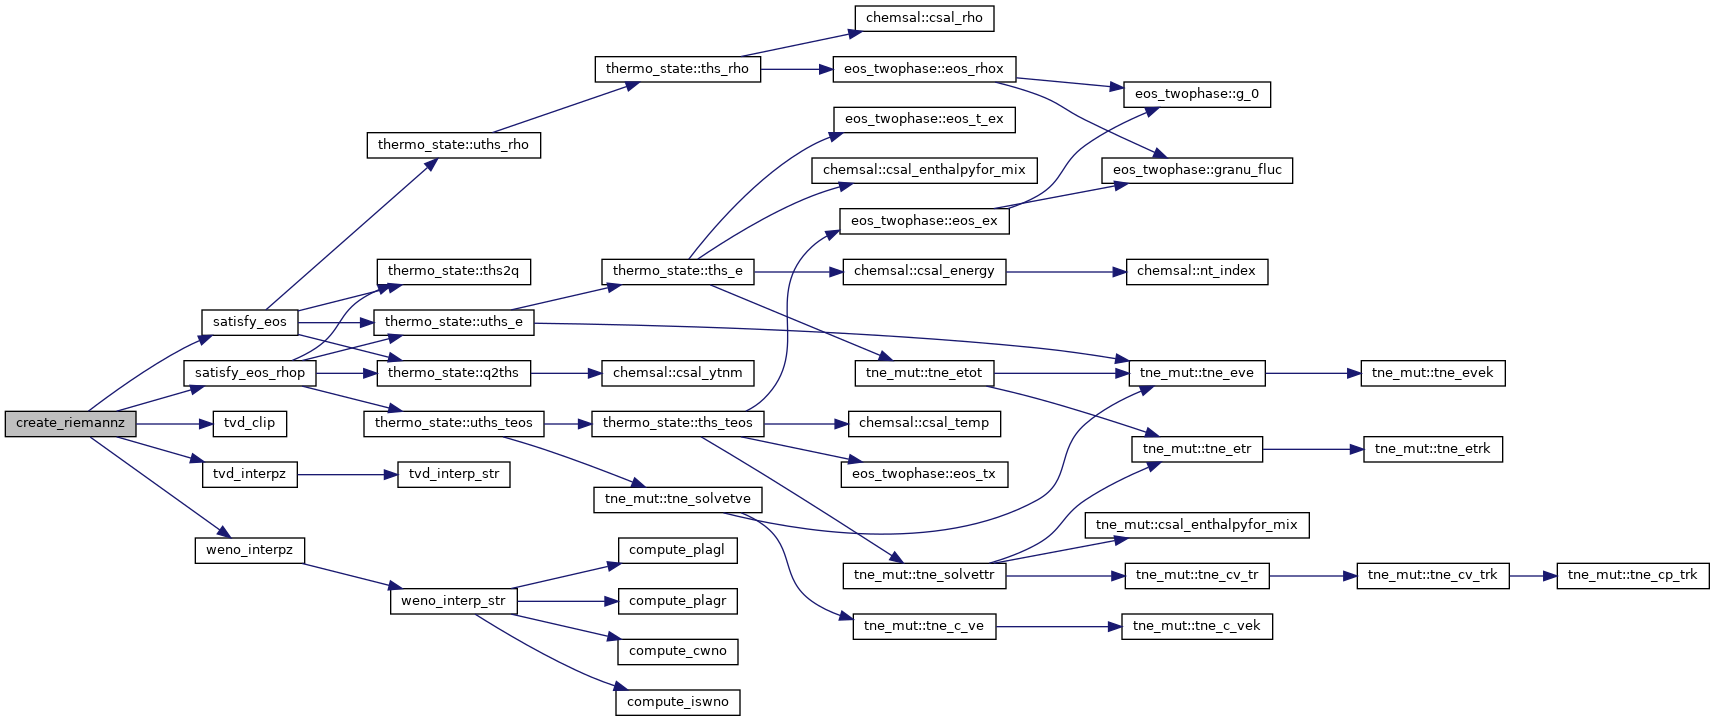 chemsal::csal_rho
thermo_state::ths_rho
eos_twophase::eos_rhox
eos_twophase::g_0
eos_twophase::eos_t_ex
thermo_state::uths_rho
chemsal::csal_enthalpyfor_mix
eos_twophase::granu_fluc
eos_twophase::eos_ex
thermo_state::ths2q
thermo_state::ths_e
chemsal::csal_energy
chemsal::nt_index
satisfy_eos
thermo_state::uths_e
satisfy_eos_rhop
thermo_state::q2ths
chemsal::csal_ytnm
tne_mut::tne_etot
tne_mut::tne_eve
tne_mut::tne_evek
create_riemannz
tvd_clip
thermo_state::uths_teos
thermo_state::ths_teos
chemsal::csal_temp
tne_mut::tne_etr
tne_mut::tne_etrk
tvd_interpz
tvd_interp_str
eos_twophase::eos_tx
tne_mut::tne_solvetve
tne_mut::csal_enthalpyfor_mix
weno_interpz
compute_plagl
tne_mut::tne_solvettr
tne_mut::tne_cv_tr
tne_mut::tne_cv_trk
tne_mut::tne_cp_trk
weno_interp_str
compute_plagr
tne_mut::tne_c_ve
tne_mut::tne_c_vek
compute_cwno
compute_iswno